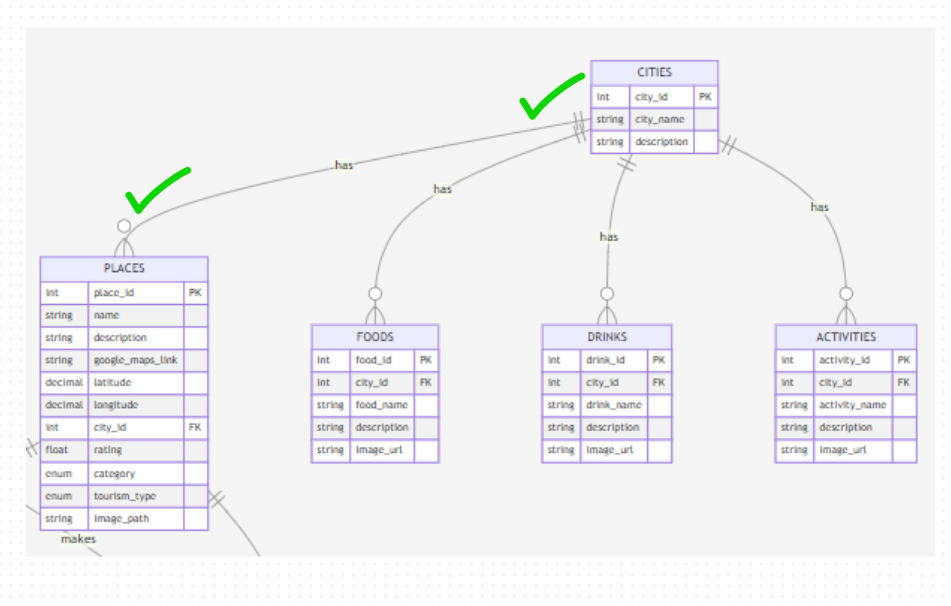 CITIES
int city_id PK
string city_name
string description
has
has
has
has
PLACES
int place_id PK
string name
string description
string google_maps_link
decimal latitude
decimal longitude
int city_id FK
float rating
enum category
enum tourism_type
string image_path
FOODS
int food_id PK
int city_id FK
string food_name
string description
string image_url
DRINKS
int drink_id PK
int city_id FK
string drink_name
string description
string image_url
ACTIVITIES
int activity_id PK
int city_id FK
string activity_name
string description
string image_url
makes